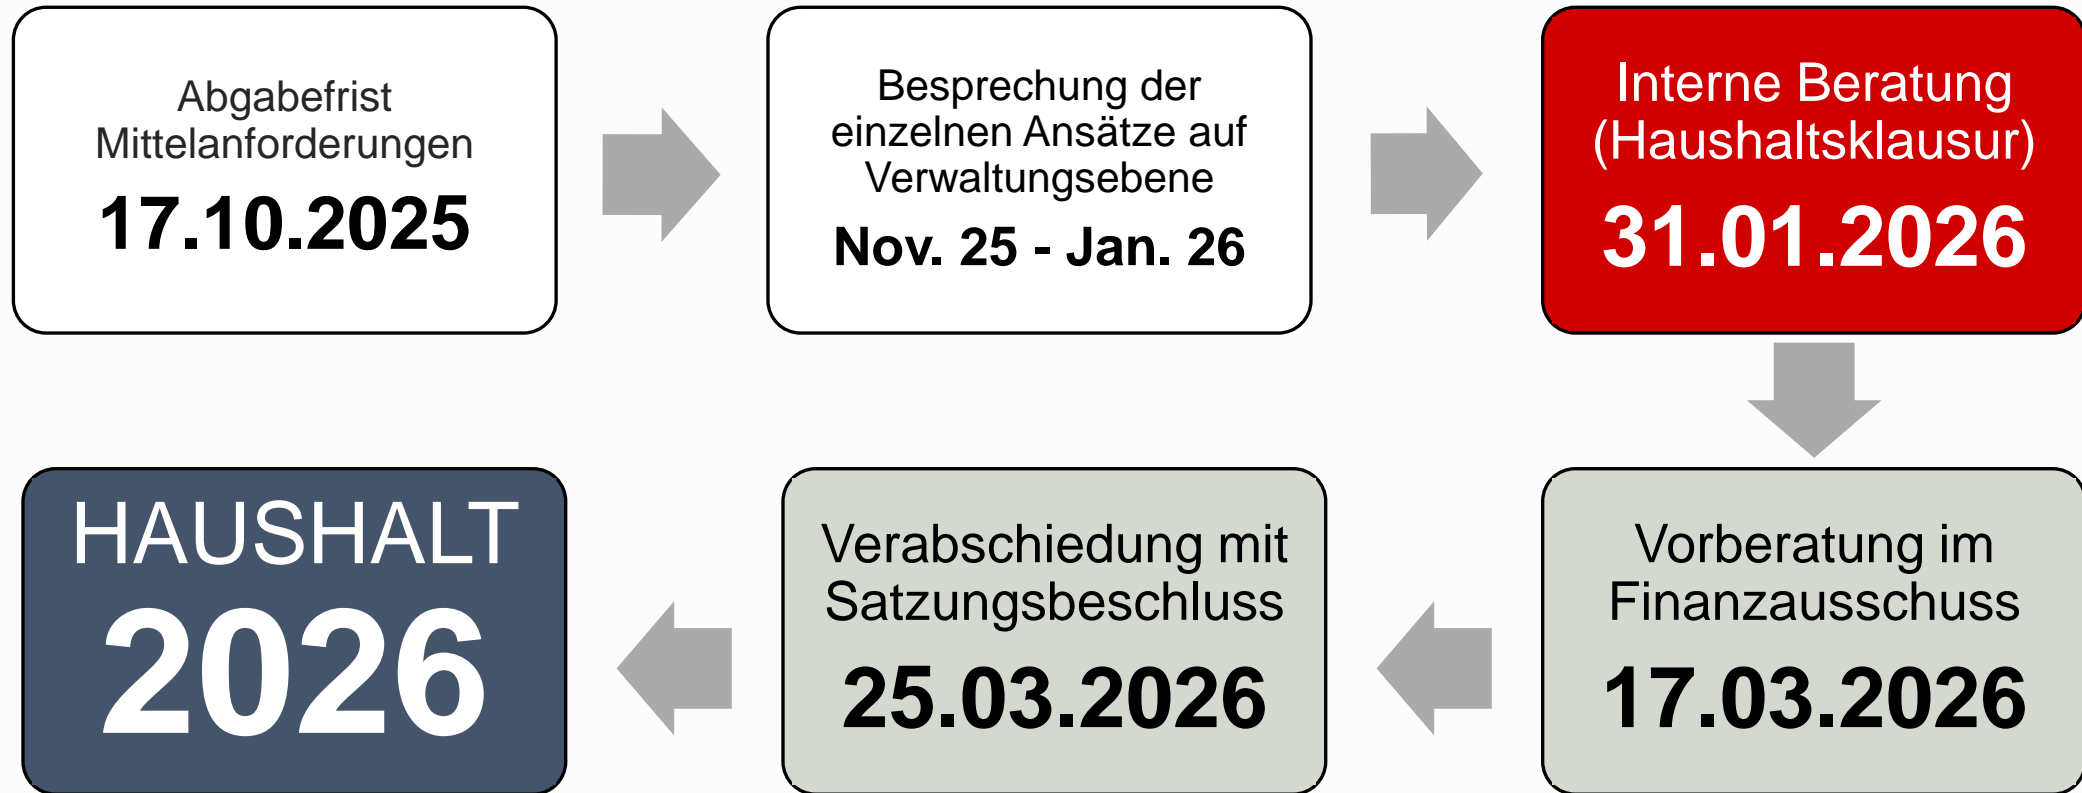 Abgabefrist
Mittelanforderungen
17.10.2025
Besprechung der
einzelnen Ansätze auf
Verwaltungsebene
Nov. 25 - Jan. 26
Interne Beratung
(Haushaltsklausur)
31.01.2026
Vorberatung im
Finanzausschuss
17.03.2026
Verabschiedung mit
Satzungsbeschluss
25.03.2026
HAUSHALT
2026